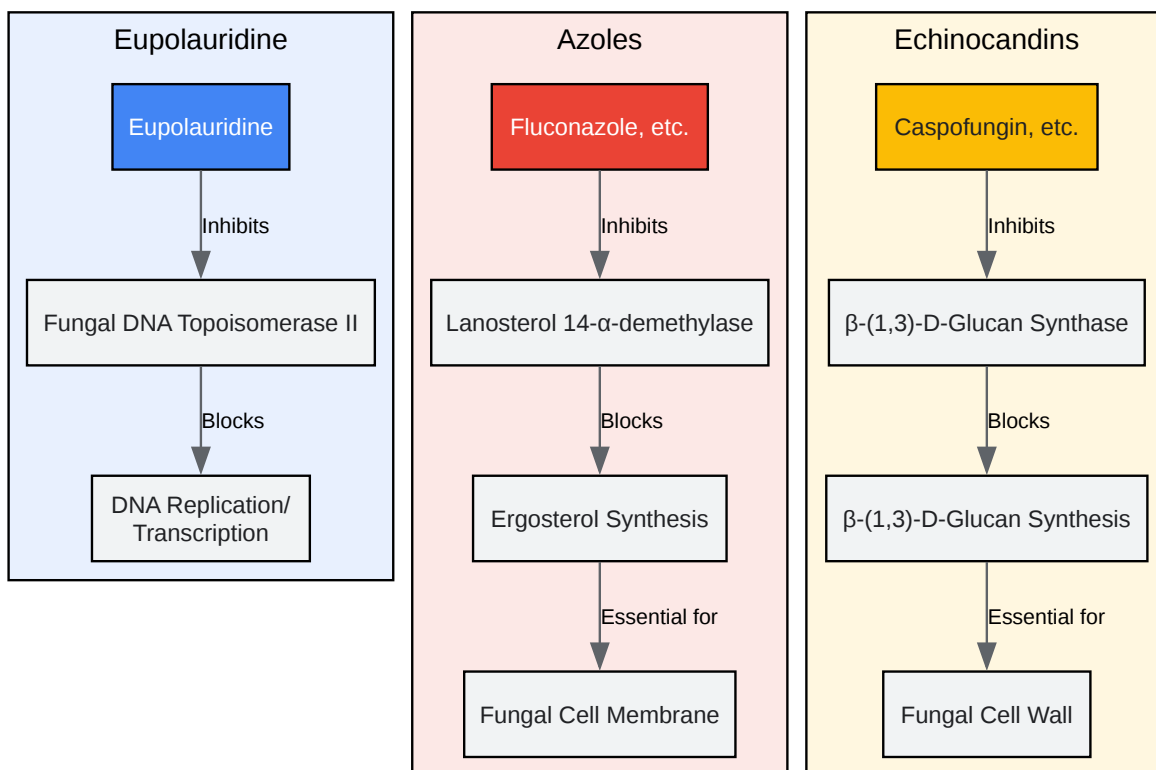 Eupolauridine
Eupolauridine
Inhibits
Fungal DNA Topoisomerase II
Blocks
DNA Replication/
Transcription
Azoles
Fluconazole, etc.
Inhibits
Lanosterol 14-α-demethylase
Blocks
Ergosterol Synthesis
Essential for
Fungal Cell Membrane
Echinocandins
Caspofungin, etc.
Inhibits
β-(1,3)-D-Glucan Synthase
Blocks
β-(1,3)-D-Glucan Synthesis
Essential for
Fungal Cell Wall